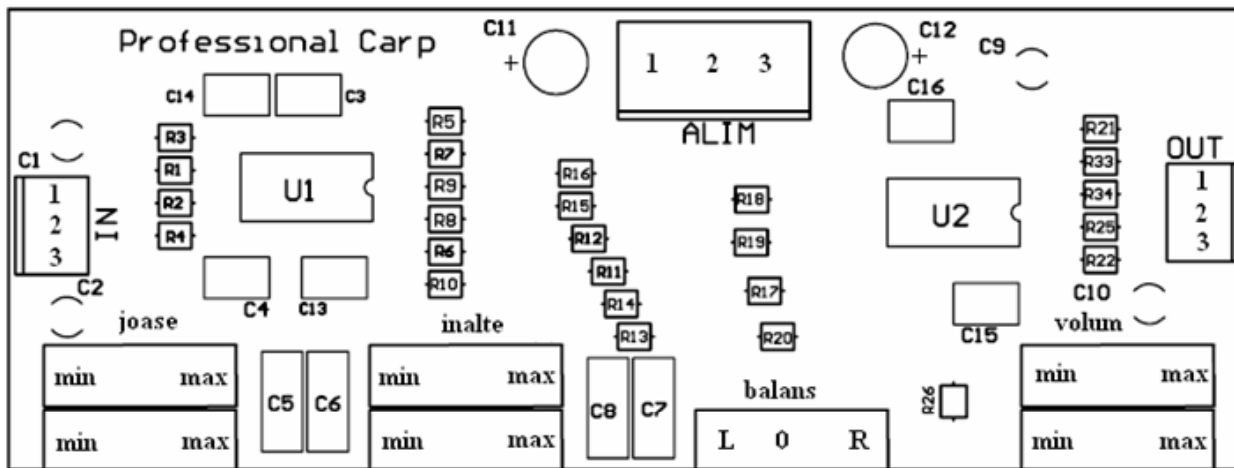 Professional Carp
C11
ALIM
1 2 3
C12
C9
C14
C3
C16
R3
R1
R2
R4
C1
IN
1
2
3
C2
U1
C4
C13
R5
R7
R9
R8
R6
R10
R16
R15
R12
R11
R14
R13
R18
R19
R17
R20
U2
C15
R21
R33
R34
R25
R22
C10
OUT
1
2
3
joase
min max
min max
C5
C6
inalte
min max
min max
C8
C7
balans
L 0 R
R26
volum
min max
min max